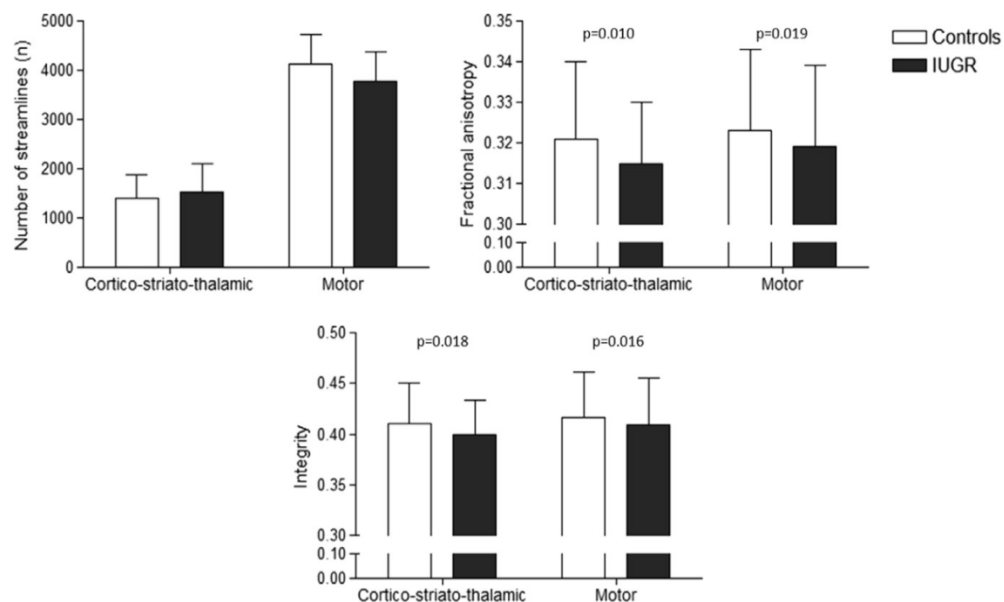 Number of streamlines (n)
5000
4000
3000
2000
1000
0
Cortico-striato-thalamic Motor
Fractional anisotropy
0.35
0.34
0.33
0.32
0.31
0.30
0.10
0.00
p=0.010 p=0.019
Cortico-striato-thalamic Motor
Controls
IUGR
Integrity
0.50
0.45
0.40
0.35
0.30
0.10
0.00
p=0.018 p=0.016
Cortico-striato-thalamic Motor